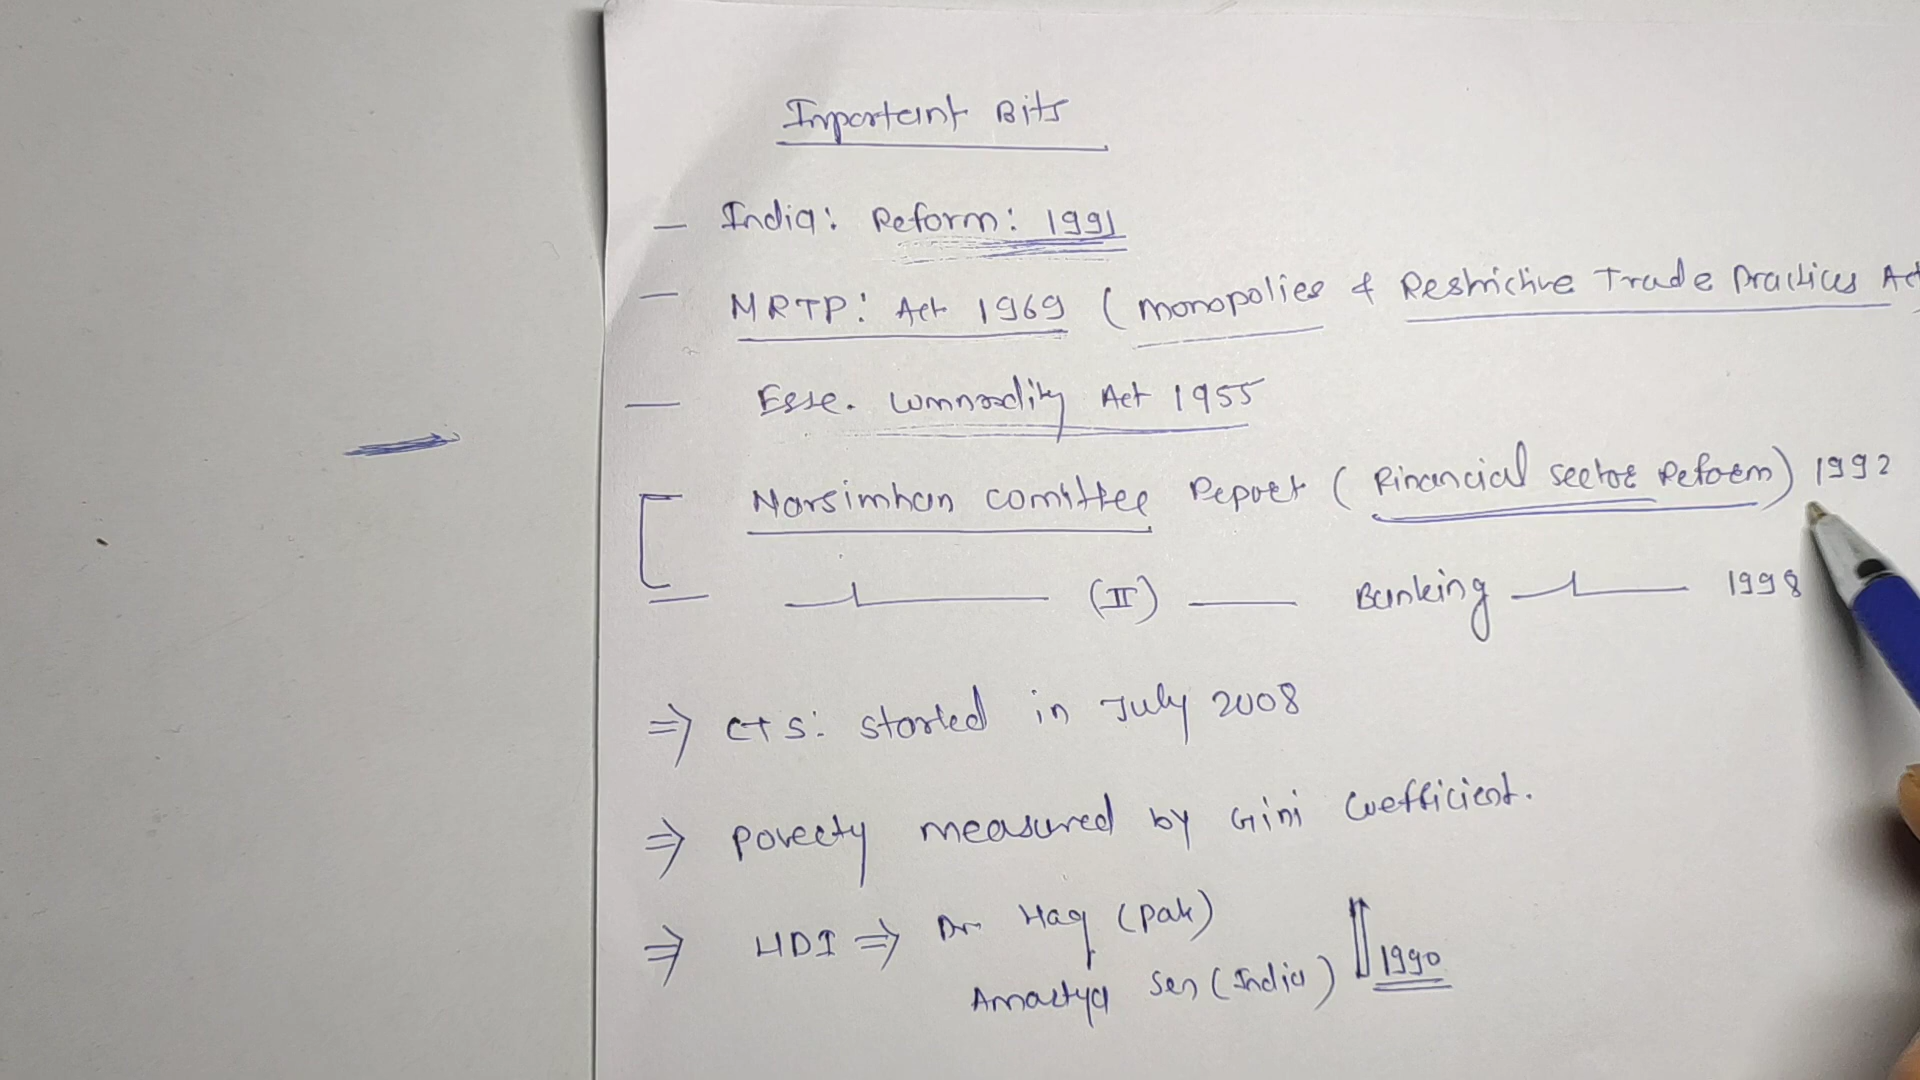 Important Bits
— India: Reform: 1991
— MRTP: Act 1969 (Monopolies & Restrictive Trade Practices Act
— Esse. Commodity Act 1955
Narsimhan comittee Report (Financial sector Reform) 1992
— (II) — Banking — 1998
⇒ CTS: started in July 2008
⇒ Poverty measured by Gini Coefficient.
⇒ HDI ⇒ Dr Haq (Pak)
Amartya Sen (India) 1990